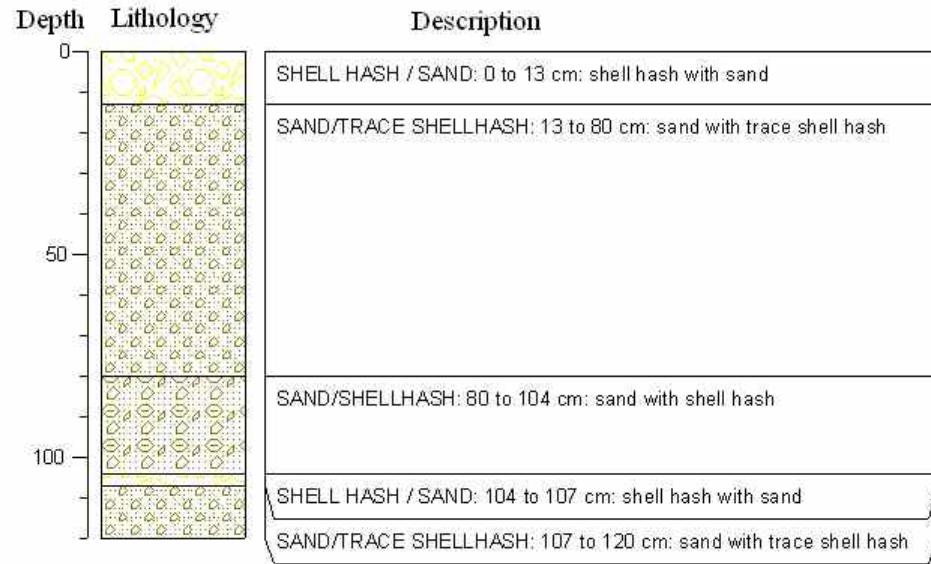 Depth Lithology Description
0
SHELL HASH / SAND: 0 to 13 cm: shell hash with sand
SAND/TRACE SHELLHASH: 13 to 80 cm: sand with trace shell hash
50
SAND/SHELLHASH: 80 to 104 cm: sand with shell hash
100
SHELL HASH / SAND: 104 to 107 cm: shell hash with sand
SAND/TRACE SHELLHASH: 107 to 120 cm: sand with trace shell hash